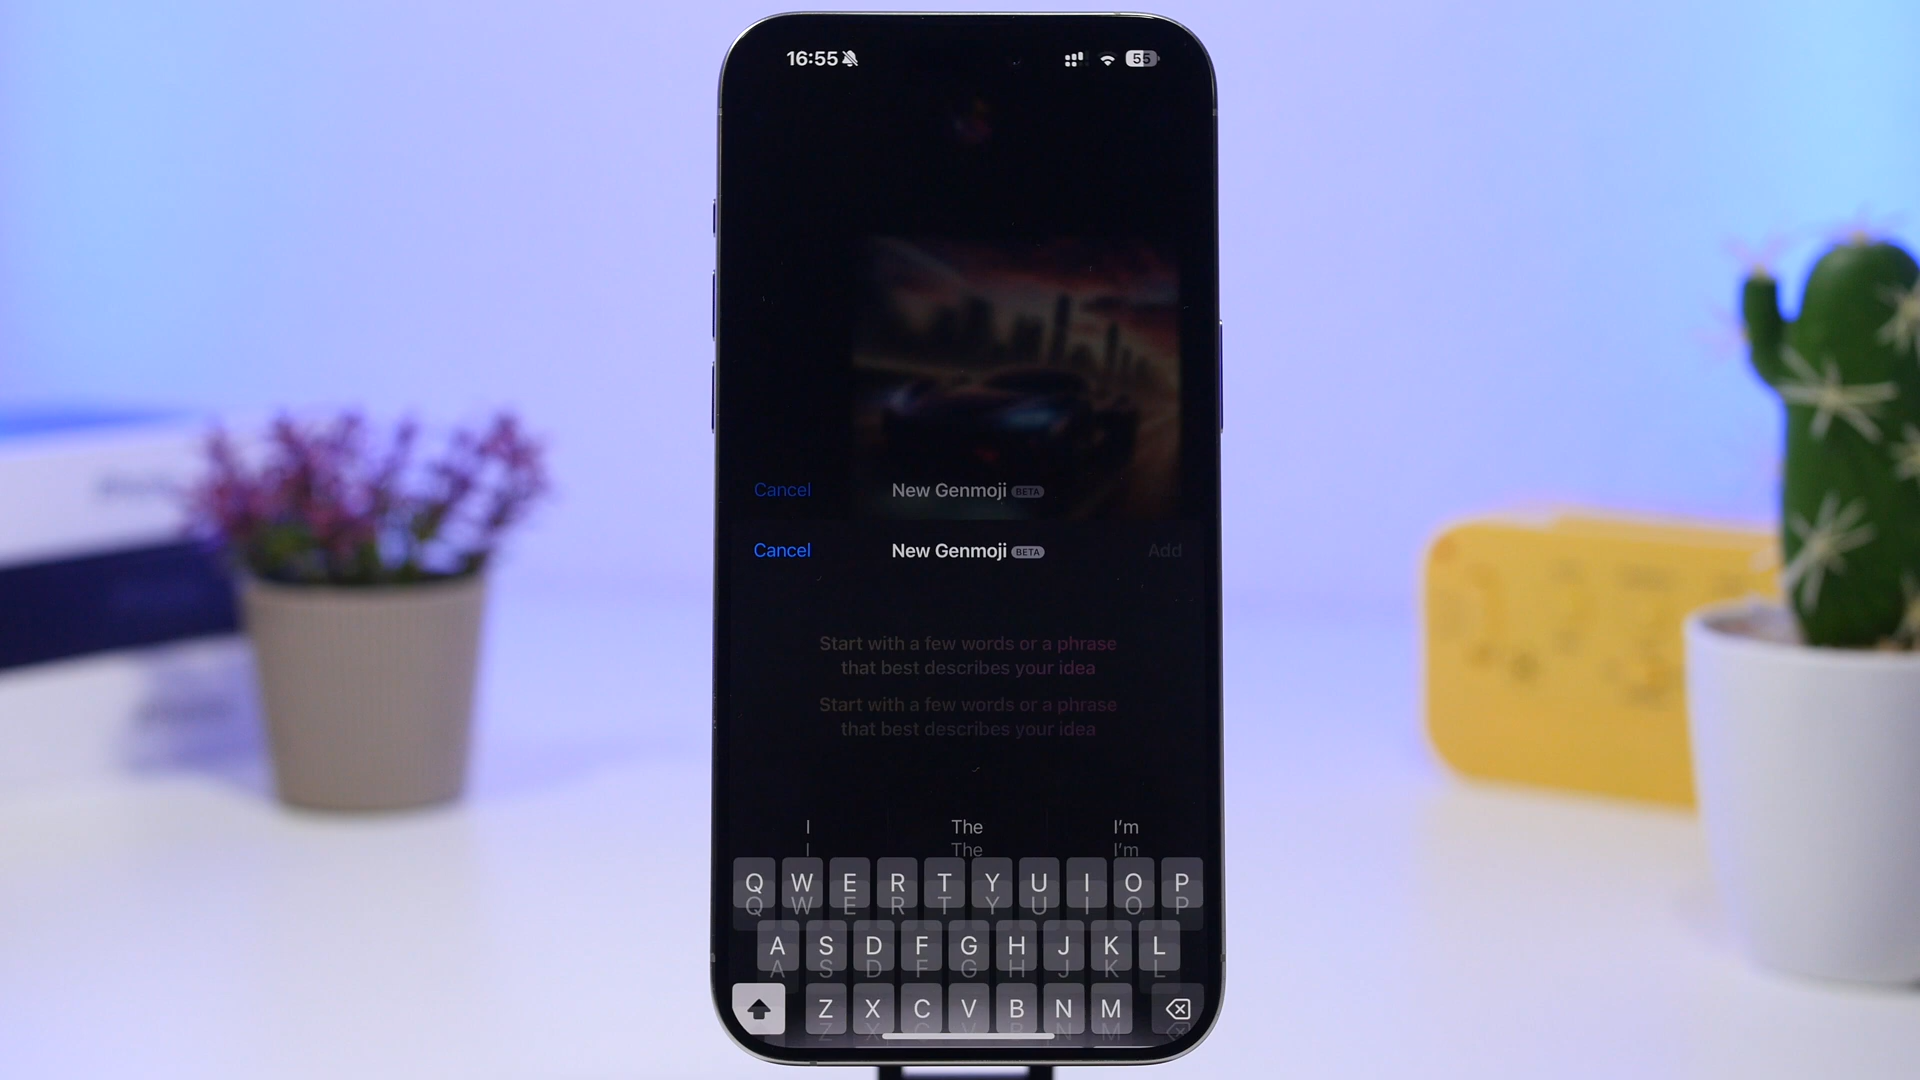 16:55
55
Cancel New Genmoji BETA
Cancel New Genmoji BETA Add
Start with a few words or a phrase
that best describes your idea
Start with a few words or a phrase
that best describes your idea
I The I'm
I The I'm
Q W E R T Y U I O P
Q W E R T Y U I O P
A S D F G H J K L
A S D F G H J K L
Z X C V B N M
Z X C V B N M